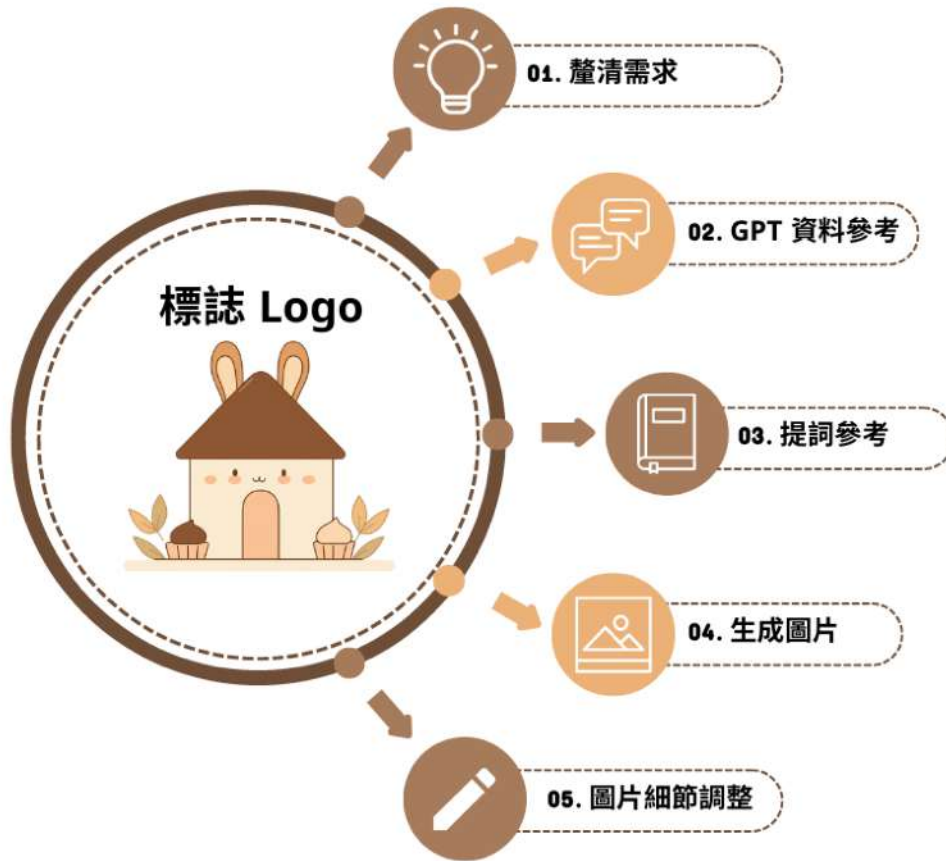 標誌 Logo
01. 釐清需求
02. GPT 資料參考
03. 提詞參考
04. 生成圖片
05. 圖片細節調整